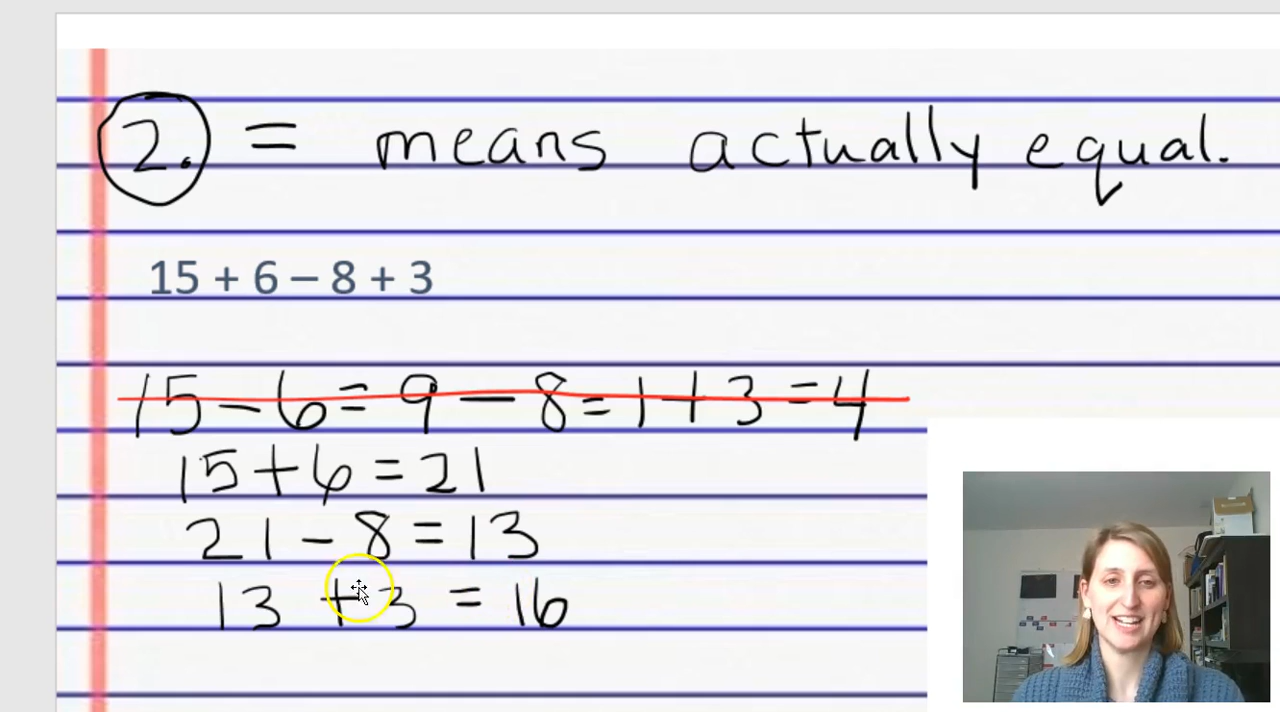 2. = means actually equal.
15 + 6 – 8 + 3
15 – 6 = 9 – 8 = 1 + 3 = 4
15 + 6 = 21
21 – 8 = 13
13 + 3 = 16